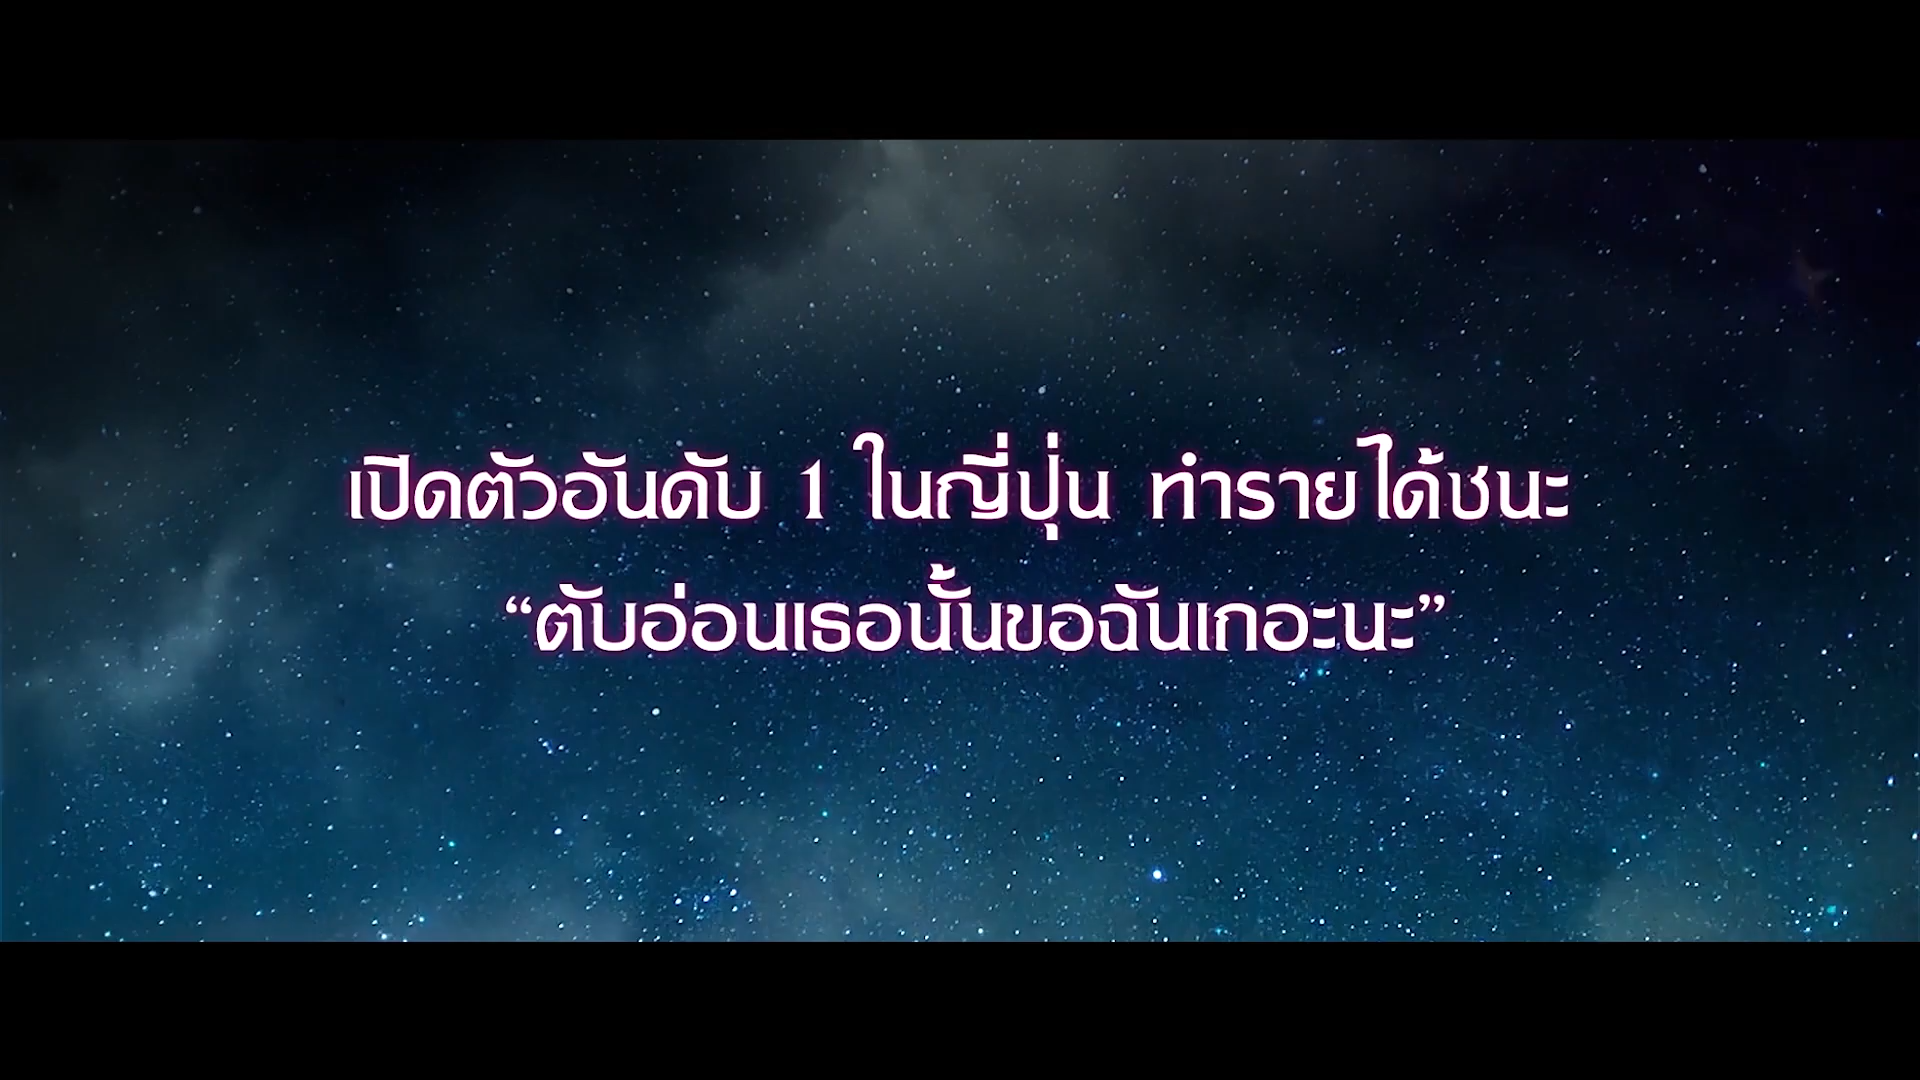 เปิดตัวอันดับ 1 ในญี่ปุ่น ทำรายได้ชนะ
“ตับอ่อนเธอนั้นขอฉันเถอะนะ”